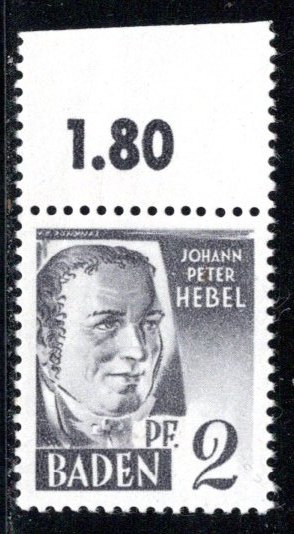 1.80
JOHANN
PETER
HEBEL
PF. 2
BADEN